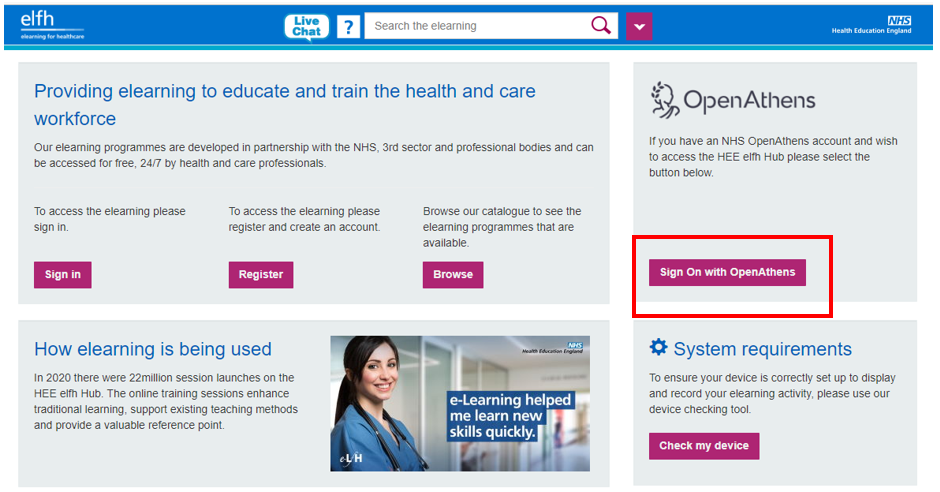 elfh
elearning for healthcare
Live
Chat
?
Search the elearning
NHS
Health Education England
Providing elearning to educate and train the health and care
workforce
Our elearning programmes are developed in partnership with the NHS, 3rd sector and professional bodies and can
be accessed for free, 24/7 by health and care professionals.
To access the elearning please
sign in.
Sign in
To access the elearning please
register and create an account.
Register
Browse our catalogue to see the
elearning programmes that are
available.
Browse
OpenAthens
If you have an NHS OpenAthens account and wish
to access the HEE elfh Hub please select the
button below.
Sign On with OpenAthens
How elearning is being used
In 2020 there were 22million session launches on the
HEE elfh Hub. The online training sessions enhance
traditional learning, support existing teaching methods
and provide a valuable reference point.
NHS
Health Education England
e-Learning helped
me learn new
skills quickly.
e-LfH
System requirements
To ensure your device is correctly set up to display
and record your elearning activity, please use our
device checking tool.
Check my device